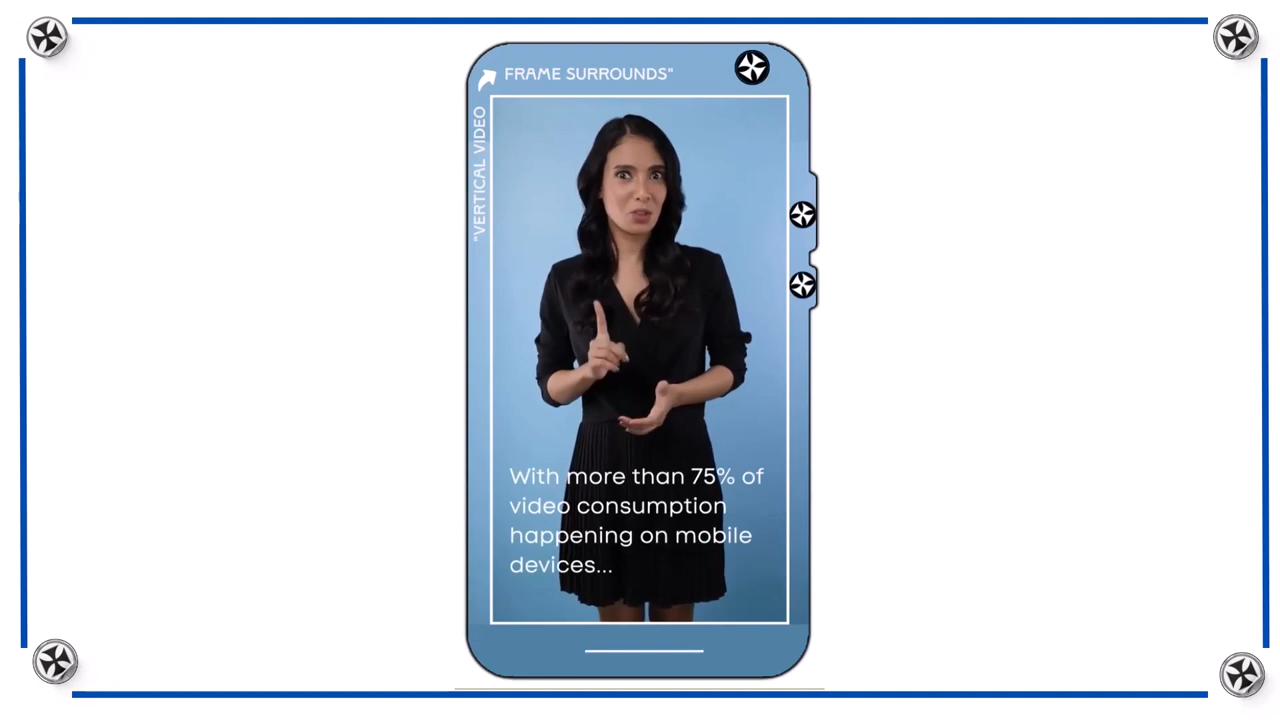 FRAME SURROUNDS"
"VERTICAL VIDEO
With more than 75% of
video consumption
happening on mobile
devices...